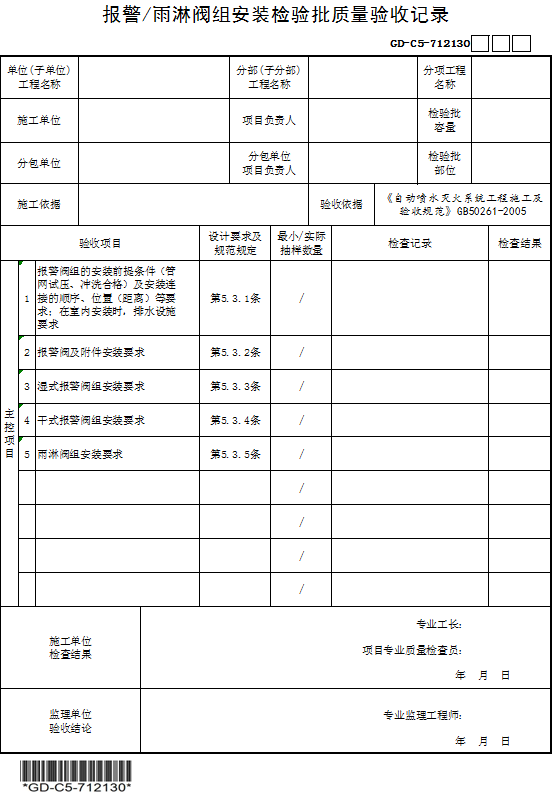 报警/雨淋阀组安装检验批质量验收记录
GD-C5-712130
单位(子单位)
工程名称
分部(子分部)
工程名称
分项工程
名称
施工单位
项目负责人
检验批
容量
分包单位
分包单位
项目负责人
检验批
部位
施工依据
验收依据
《自动喷水灭火系统工程施工及
验收规范》GB50261-2005
验收项目
设计要求及
规范规定
最小/实际
抽样数量
检查记录
检查结果
主
控
项
目
1
报警阀组的安装前提条件（管
网试压、冲洗合格）及安装连
接的顺序、位置（距离）等要
求；在室内安装时，排水设施
要求
第5.3.1条
/
2
报警阀及附件安装要求
第5.3.2条
/
3
湿式报警阀组安装要求
第5.3.3条
/
4
干式报警阀组安装要求
第5.3.4条
/
5
雨淋阀组安装要求
第5.3.5条
/
/
/
/
/
施工单位
检查结果
专业工长：
项目专业质量检查员：
年 月 日
监理单位
验收结论
专业监理工程师：
年 月 日
*GD-C5-712130*